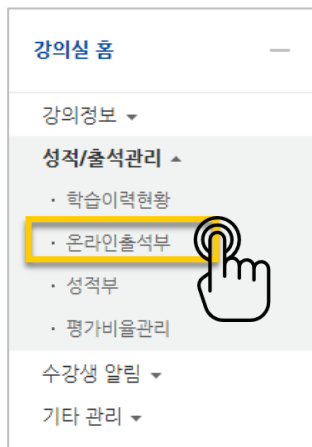 강의실 홈
강의정보
성적/출석관리
· 학습이력현황
· 온라인출석부
· 성적부
· 평가비율관리
수강생 알림
기타 관리